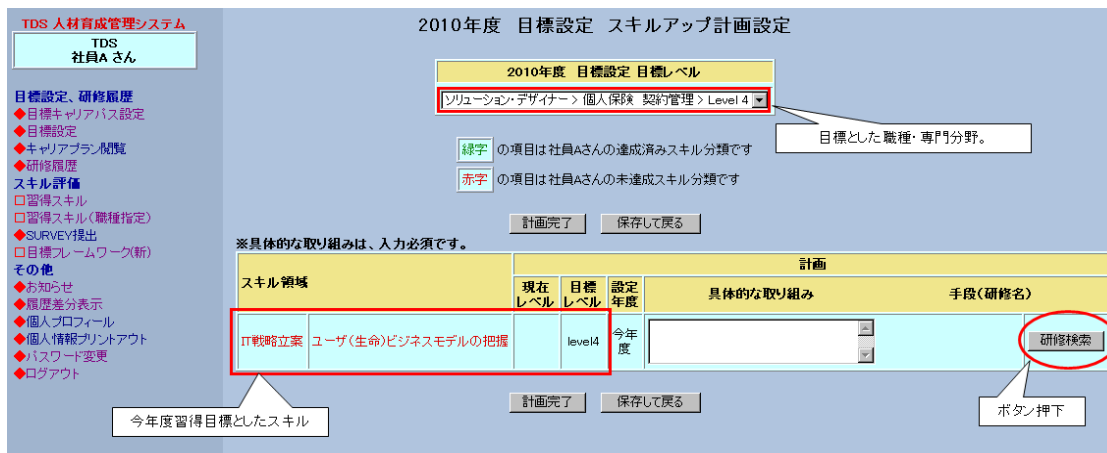 TDS 人材育成管理システム
TDS
社員A さん
目標設定、研修履歴
◆目標キャリアパス設定
◆目標設定
◆キャリアプラン閲覧
◆研修履歴
スキル評価
□習得スキル
□習得スキル(職種指定)
◆SURVEY提出
□目標フレームワーク(新)
その他
◆お知らせ
◆履歴差分表示
◆個人プロフィール
◆個人情報プリントアウト
◆パスワード変更
◆ログアウト
2010年度 目標設定 スキルアップ計画設定
2010年度 目標設定 目標レベル
ソリューション・デザイナー > 個人保険 契約管理 > Level 4
目標とした職種・専門分野。
緑字 の項目は社員Aさんの達成済みスキル分類です
赤字 の項目は社員Aさんの未達成スキル分類です
計画完了 保存して戻る
※具体的な取り組みは、入力必須です。
スキル領域
計画
現在レベル 目標レベル 設定年度 具体的な取り組み 手段(研修名)
IT戦略立案 ユーザ(生命)ビジネスモデルの把握 level4 今年度 研修検索
計画完了 保存して戻る
今年度習得目標としたスキル
ボタン押下